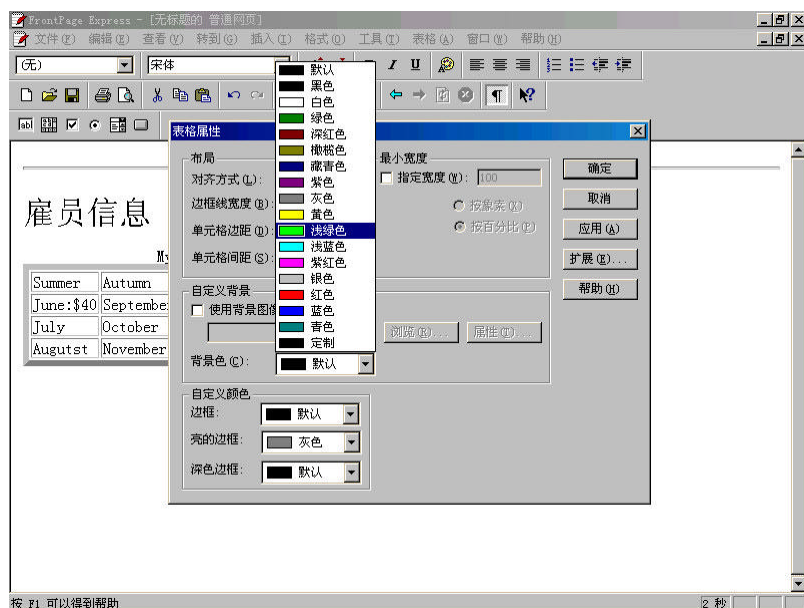 FrontPage Express - [无标题的 普通网页]
文件(F) 编辑(E) 查看(V) 转到(G) 插入(I) 格式(O) 工具(T) 表格(A) 窗口(W) 帮助(H)
(无) 宋体 I U
abl
表格属性
布局
对齐方式(L):
边框线宽度(B):
单元格边距(D):
单元格间距(S):
最小宽度
指定宽度(W): 100
按象素(X)
按百分比(P)
确定
取消
应用(A)
扩展(E)...
帮助(H)
默认
黑色
白色
绿色
深红色
橄榄色
藏青色
紫色
灰色
黄色
浅绿色
浅蓝色
紫红色
银色
红色
蓝色
青色
定制
自定义背景
使用背景图像
浏览(R)... 属性(T)...
背景色(C): 默认
自定义颜色
边框: 默认
亮的边框: 灰色
深色边框: 默认
雇员信息
My
Summer Autumn
June:$40 September
July October
Augutst November
按 F1 可以得到帮助 2 秒